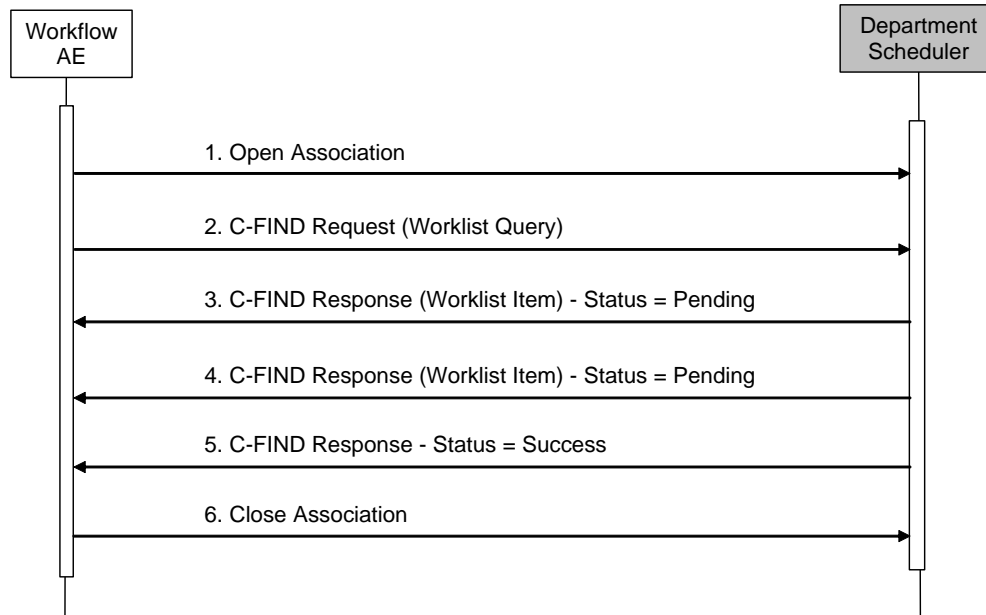 Workflow
AE
Department
Scheduler
1. Open Association
2. C-FIND Request (Worklist Query)
3. C-FIND Response (Worklist Item) - Status = Pending
4. C-FIND Response (Worklist Item) - Status = Pending
5. C-FIND Response - Status = Success
6. Close Association